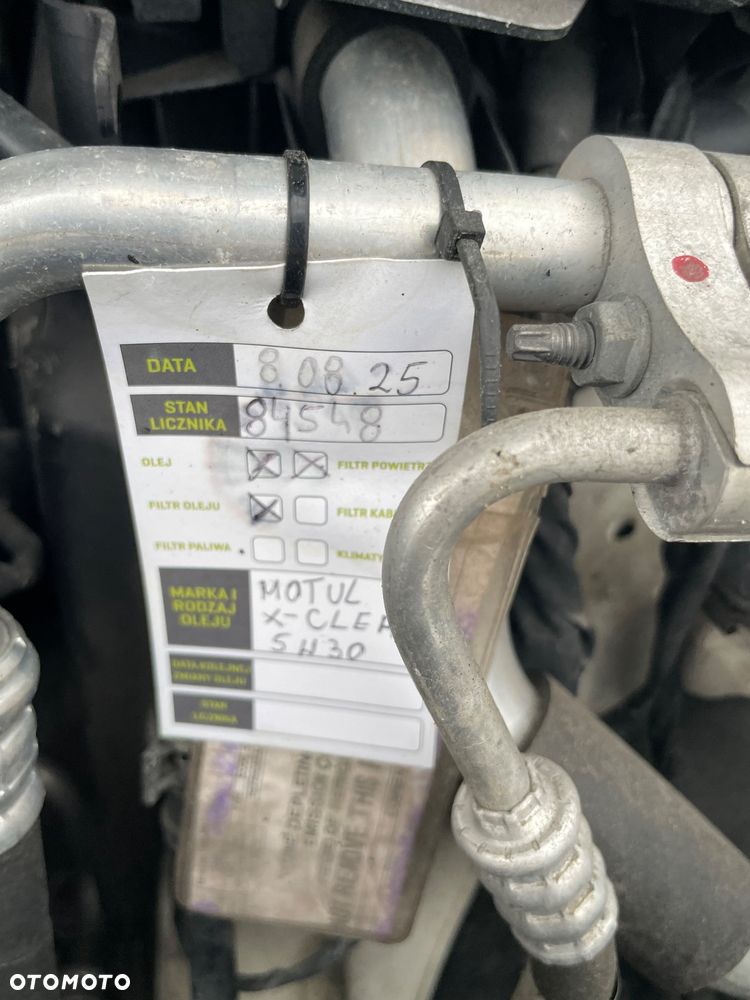 DATA 8.08.25
STAN LICZNIKA 84548
OLEJ FILTR POWIETRZ
FILTR OLEJU FILTR KAB
FILTR PALIWA KLIMATY
MARKA I RODZAJ OLEJU
MOTUL
X-CLEA
5W30
DATA KOLEJNEJ ZMIANY OLEJU
STAN LICZNIKA
OTOMOTO